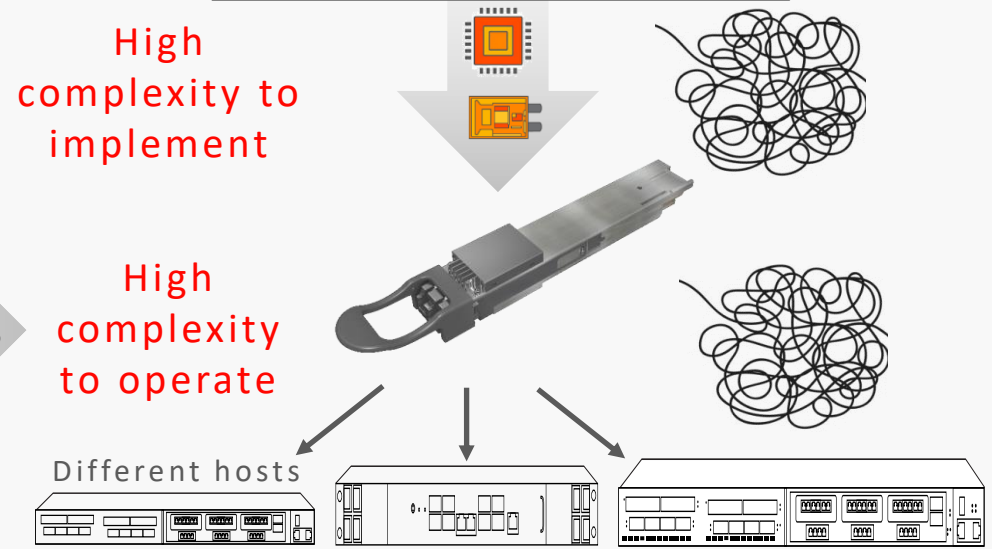 High
complexity to
implement
High
complexity
to operate
Different hosts